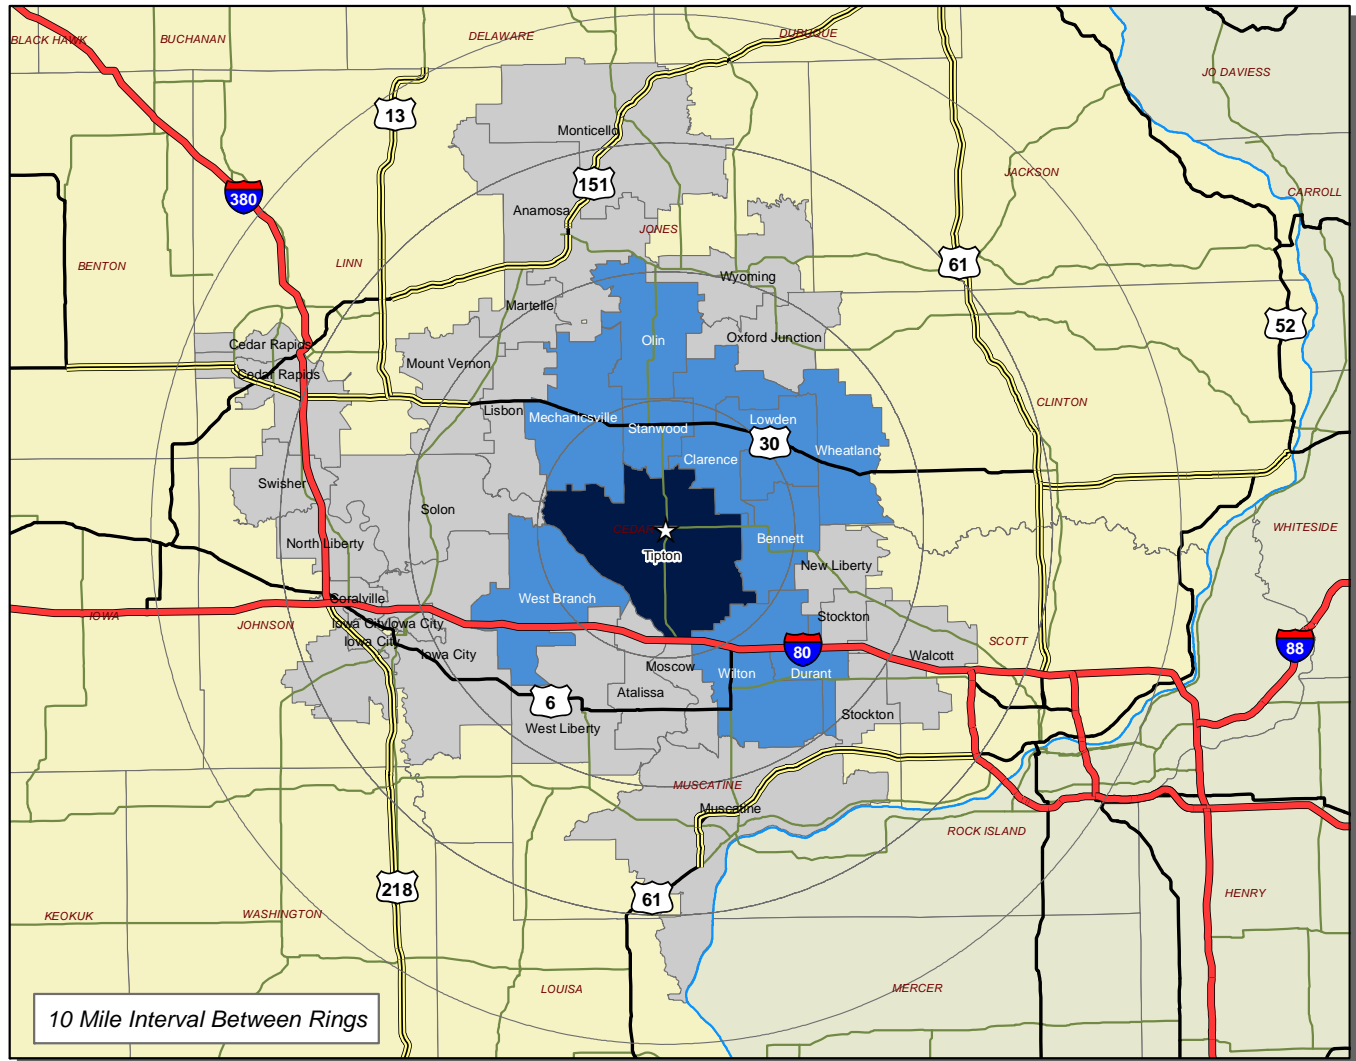 BLACK HAWK
BUCHANAN
DELAWARE
DUBUQUE
JO DAVIESS
13
Monticello
JACKSON
151
380
CARROLL
Anamosa
JONES
BENTON
LINN
61
Wyoming
Martelle
52
Cedar Rapids
Olin
Oxford Junction
Mount Vernon
Cedar Rapids
CLINTON
Lisbon
Mechanicsville
Lowden
Stanwood
30
Wheatland
Clarence
Swisher
Solon
CEDAR
WHITESIDE
North Liberty
Tipton
Bennett
New Liberty
Coralville
West Branch
IOWA
JOHNSON
Iowa City
Iowa City
Stockton
Iowa City
SCOTT
88
Iowa City
80
Walcott
Moscow
Wilton
Durant
Atalissa
6
Stockton
West Liberty
MUSCATINE
Muscatine
ROCK ISLAND
218
61
HENRY
KEOKUK
WASHINGTON
LOUISA
MERCER
10 Mile Interval Between Rings